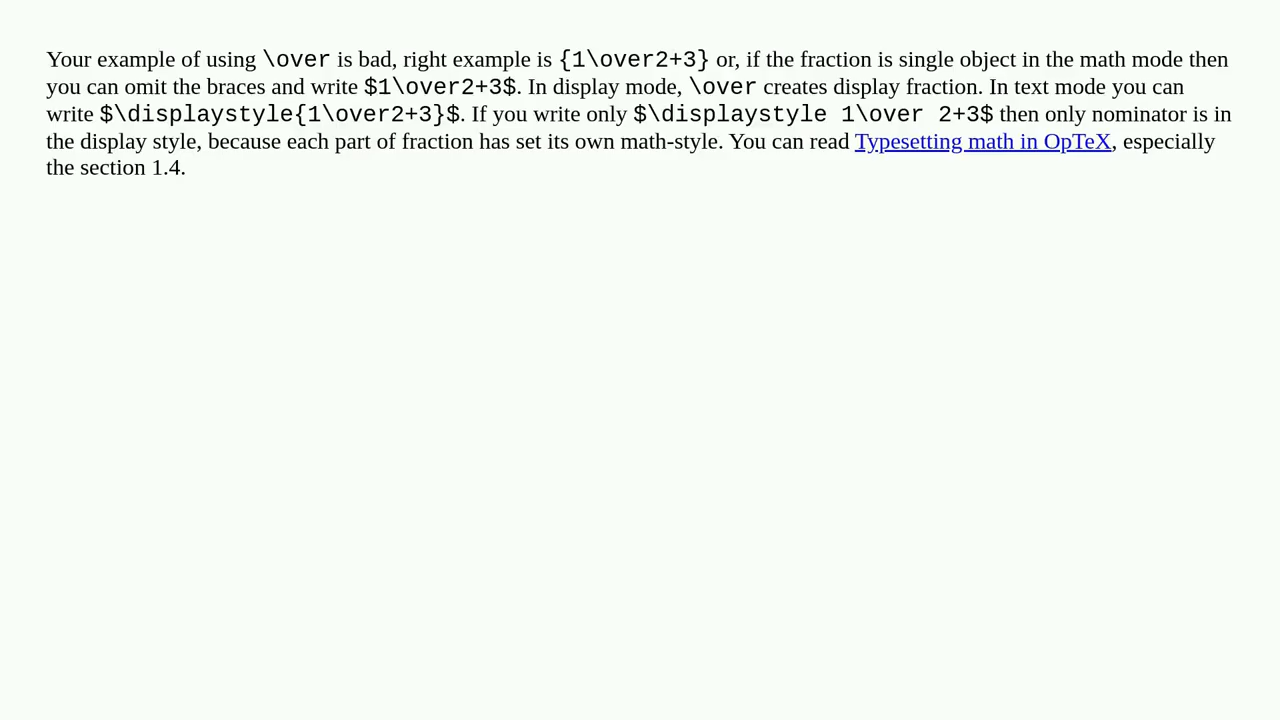 Your example of using \over is bad, right example is {1\over2+3} or, if the fraction is single object in the math mode then
you can omit the braces and write $1\over2+3$. In display mode, \over creates display fraction. In text mode you can
write $\displaystyle{1\over2+3}$. If you write only $\displaystyle 1\over 2+3$ then only nominator is in
the display style, because each part of fraction has set its own math-style. You can read Typesetting math in OpTeX, especially
the section 1.4.